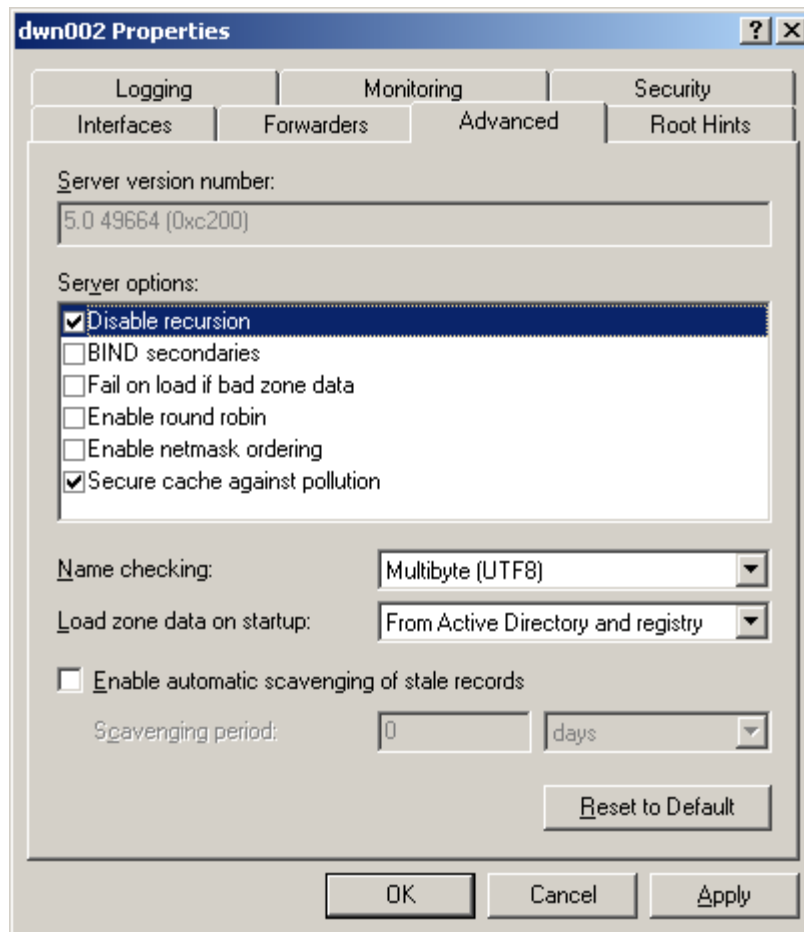 dwn002 Properties
Logging Monitoring Security
Interfaces Forwarders Advanced Root Hints
Server version number:
5.0 49664 (0xc200)
Server options:
Disable recursion
BIND secondaries
Fail on load if bad zone data
Enable round robin
Enable netmask ordering
Secure cache against pollution
Name checking: Multibyte (UTF8)
Load zone data on startup: From Active Directory and registry
Enable automatic scavenging of stale records
Scavenging period: 0 days
Reset to Default
OK Cancel Apply